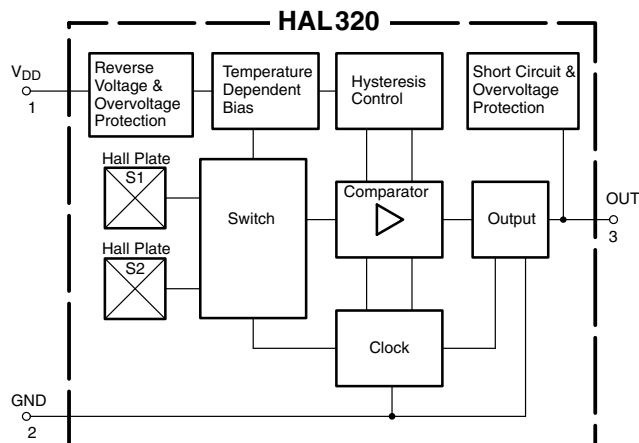 HAL 320
VDD
1
Reverse
Voltage &
Overvoltage
Protection
Temperature
Dependent
Bias
Hysteresis
Control
Short Circuit &
Overvoltage
Protection
Hall Plate
S1
Switch
Comparator
Output
OUT
3
Hall Plate
S2
Clock
GND
2